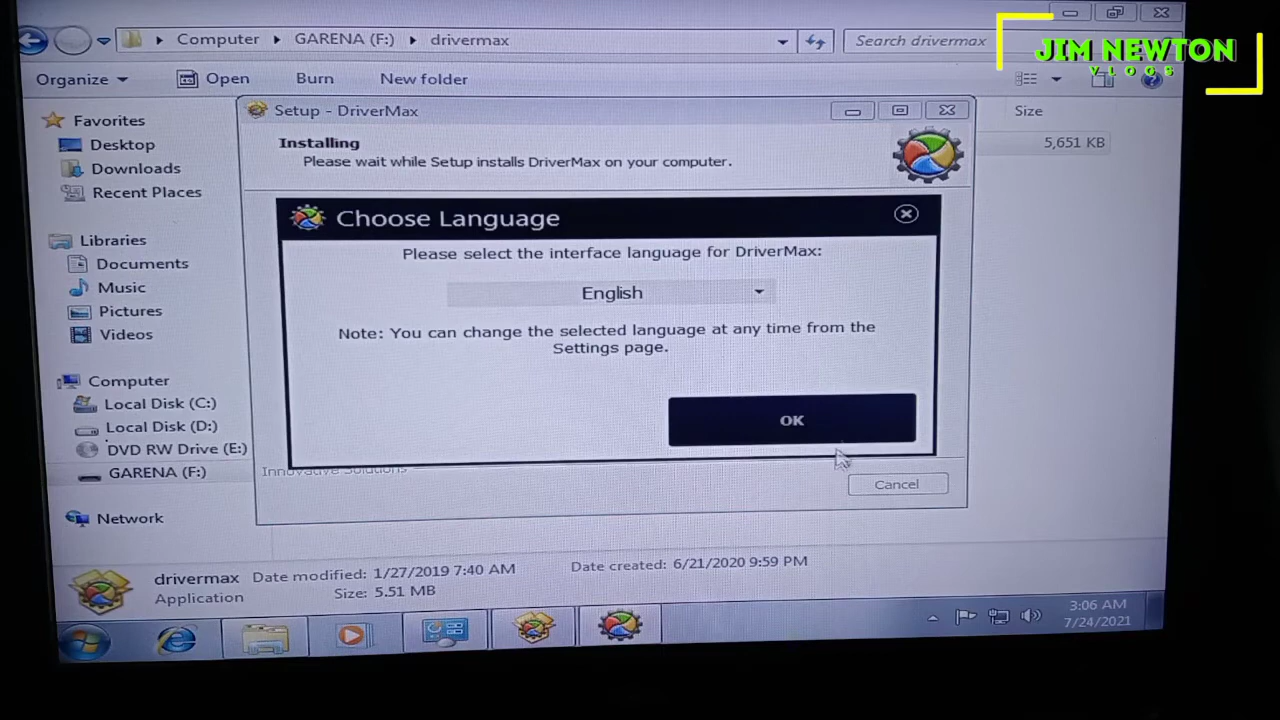 JIM NEWTON
VLOGS
Computer
GARENA (F:)
drivermax
Search drivermax
Organize
Open
Burn
New folder
Size
5,651 KB
Favorites
Desktop
Downloads
Recent Places
Libraries
Documents
Music
Pictures
Videos
Computer
Local Disk (C:)
Local Disk (D:)
DVD RW Drive (E:)
GARENA (F:)
Network
Setup - DriverMax
Installing
Please wait while Setup installs DriverMax on your computer.
Choose Language
Please select the interface language for DriverMax:
English
Note: You can change the selected language at any time from the
Settings page.
OK
Innovative Solutions
Cancel
drivermax
Application
Date modified: 1/27/2019 7:40 AM
Size: 5.51 MB
Date created: 6/21/2020 9:59 PM
3:06 AM
7/24/2021